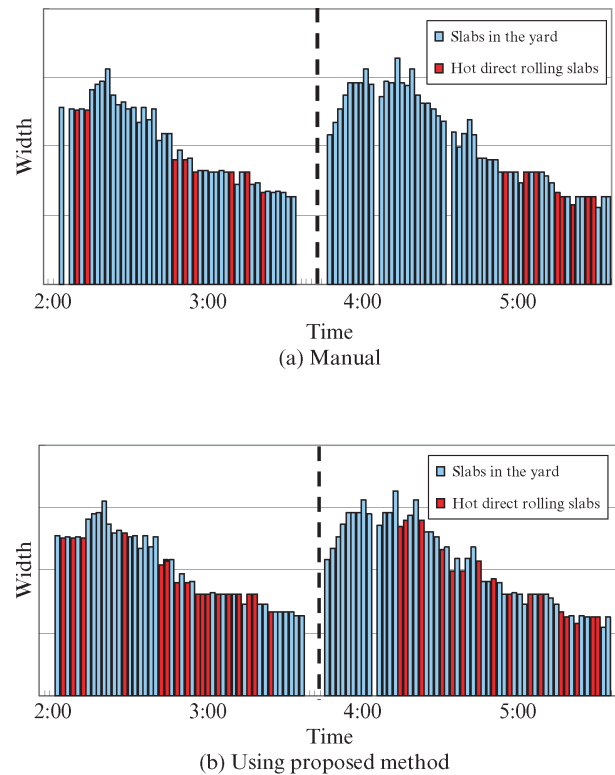 Slabs in the yard
Hot direct rolling slabs
Width
2:00 3:00 4:00 5:00
Time
(a) Manual
Slabs in the yard
Hot direct rolling slabs
Width
2:00 3:00 4:00 5:00
Time
(b) Using proposed method